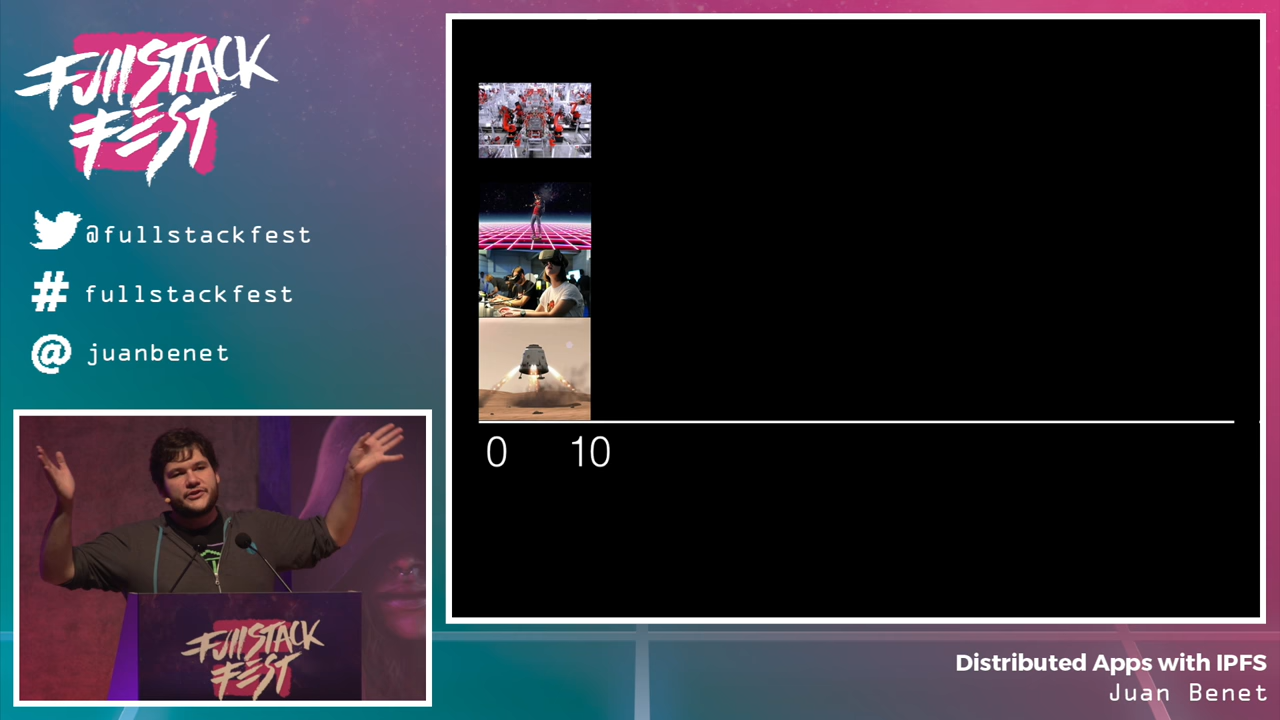 FullSTACK
FEST
@fullstackfest
# fullstackfest
@ juanbenet
0 10
FullSTACK
FEST
Distributed Apps with IPFS
Juan Benet